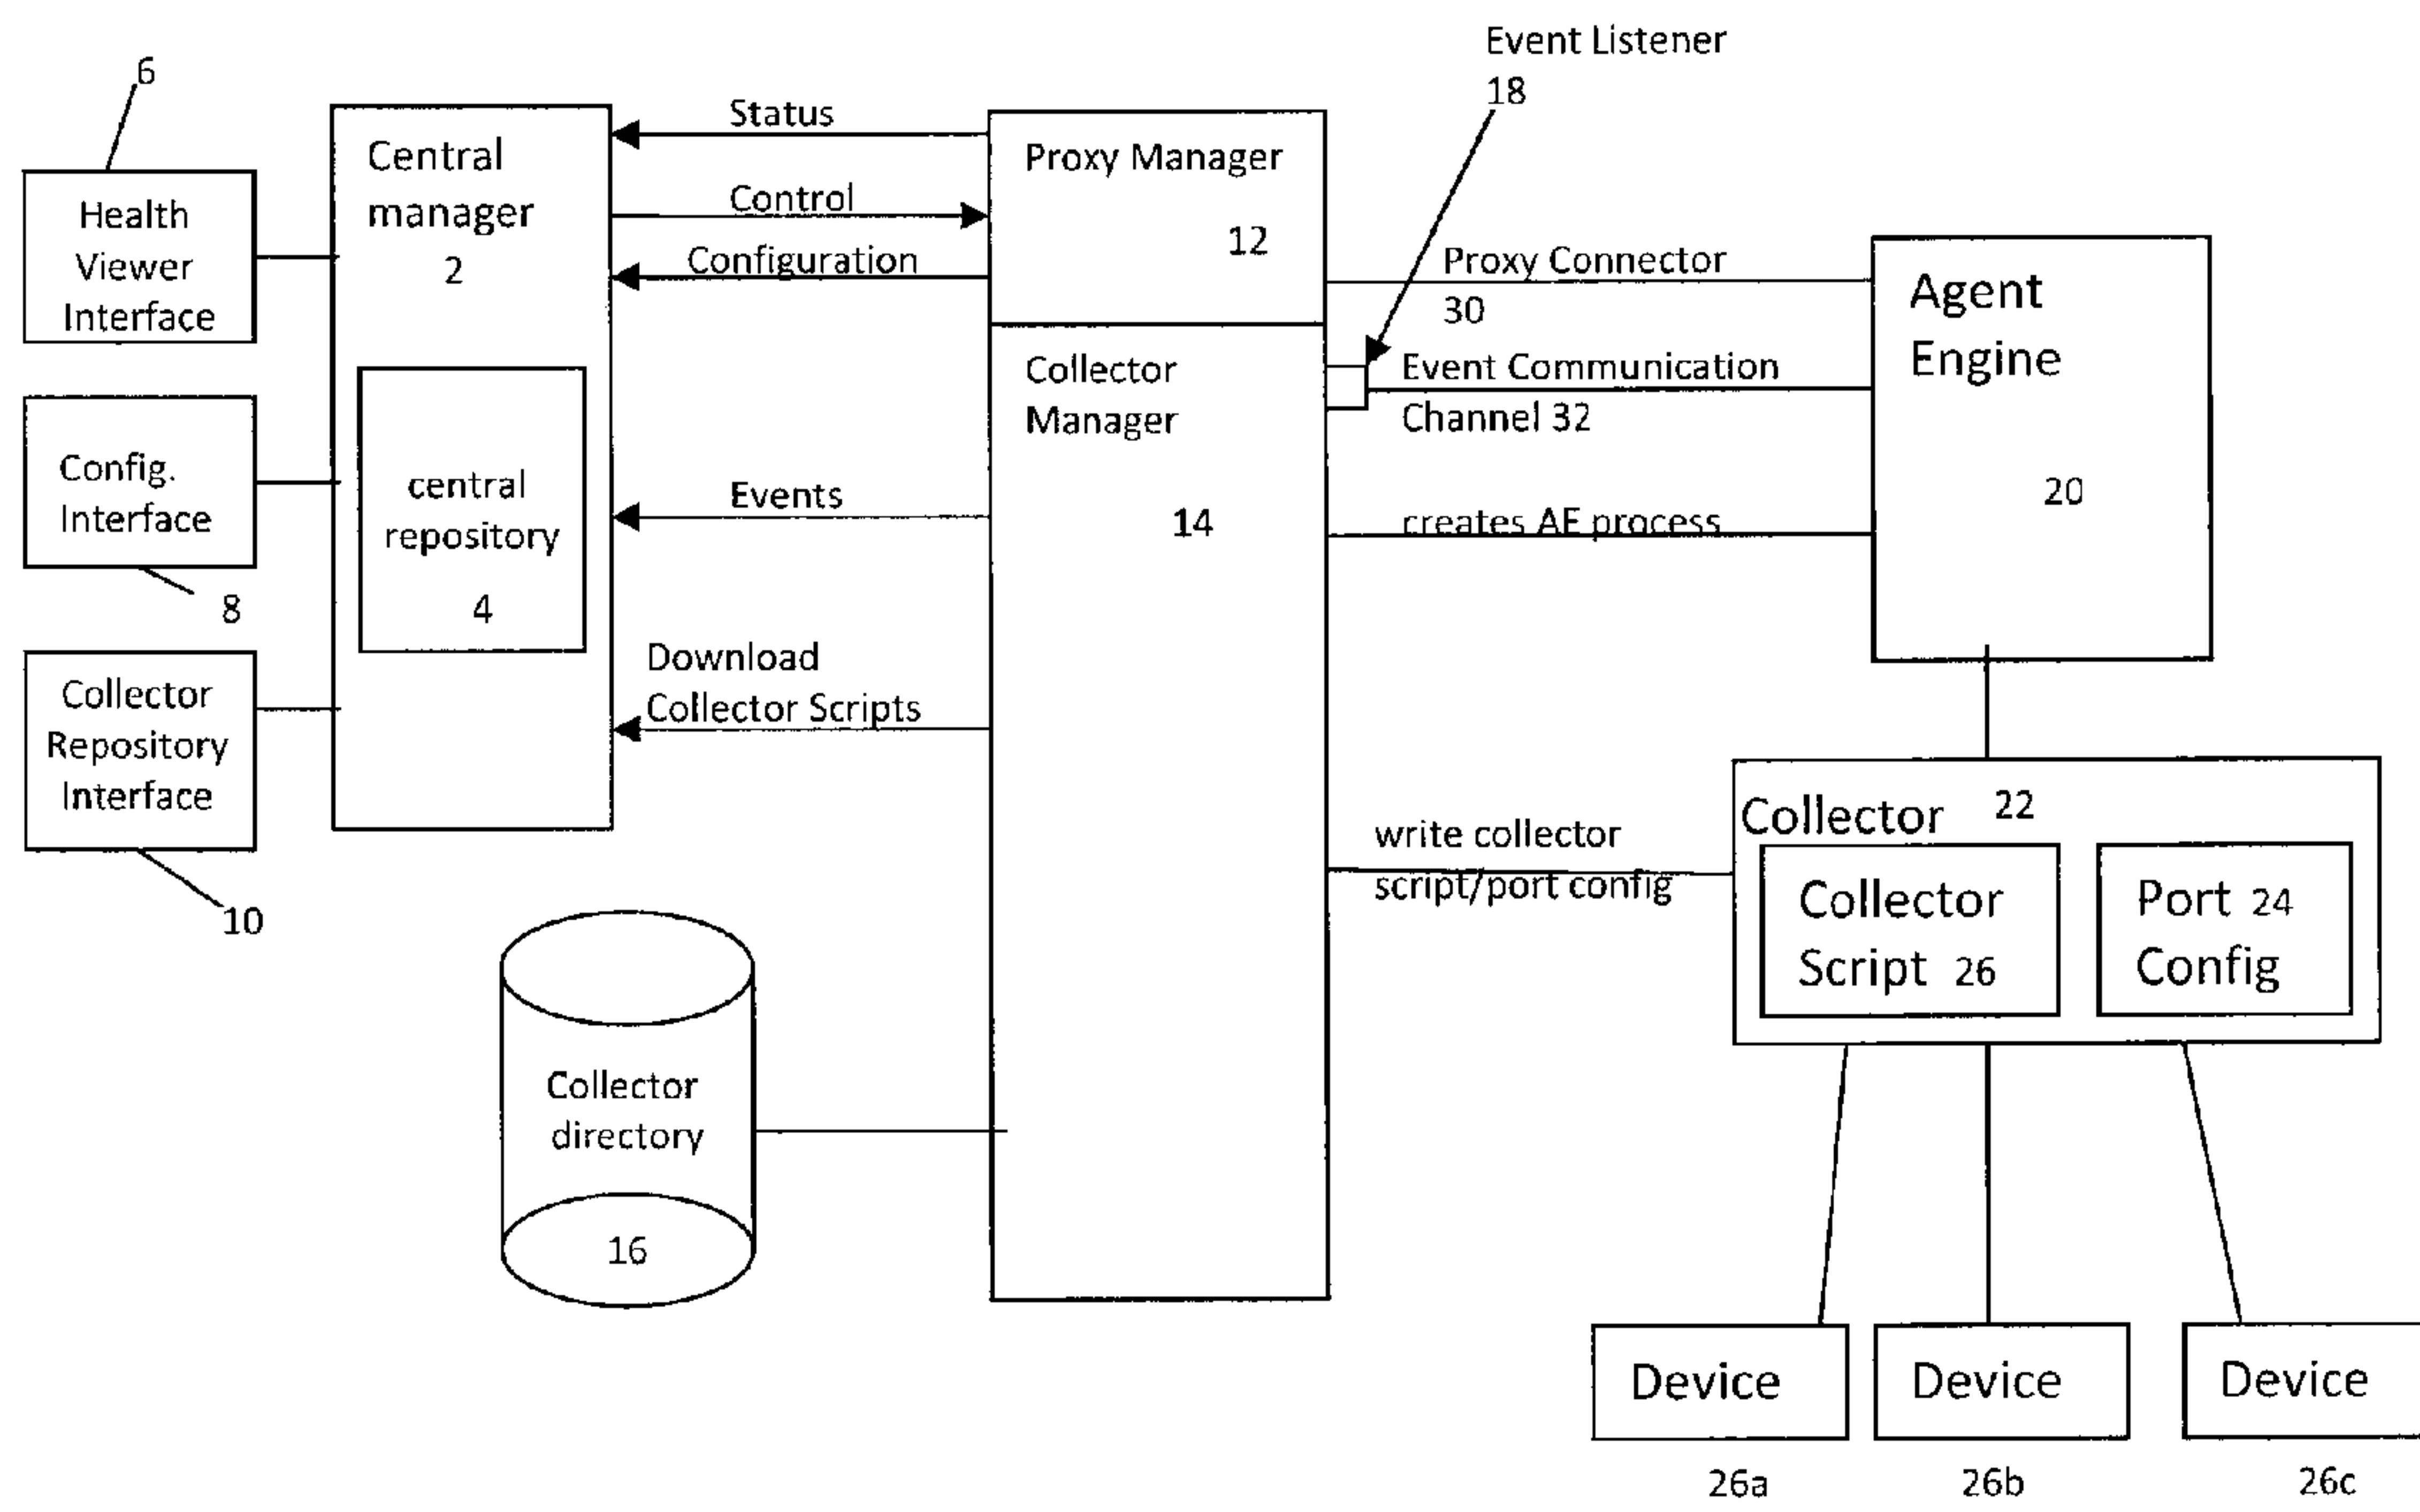 6
Health
Viewer
Interface
Config.
Interface
8
Collector
Repository
Interface
10
Central
manager
2
central
repository
4
Status
Control
Configuration
Events
Download
Collector Scripts
Collector
directory
16
Proxy Manager
12
Collector
Manager
14
Event Listener
18
Proxy Connector
30
Event Communication
Channel 32
creates AE process
write collector
script/port config
Agent
Engine
20
Collector 22
Collector
Script 26
Port 24
Config
Device
26a
Device
26b
Device
26c